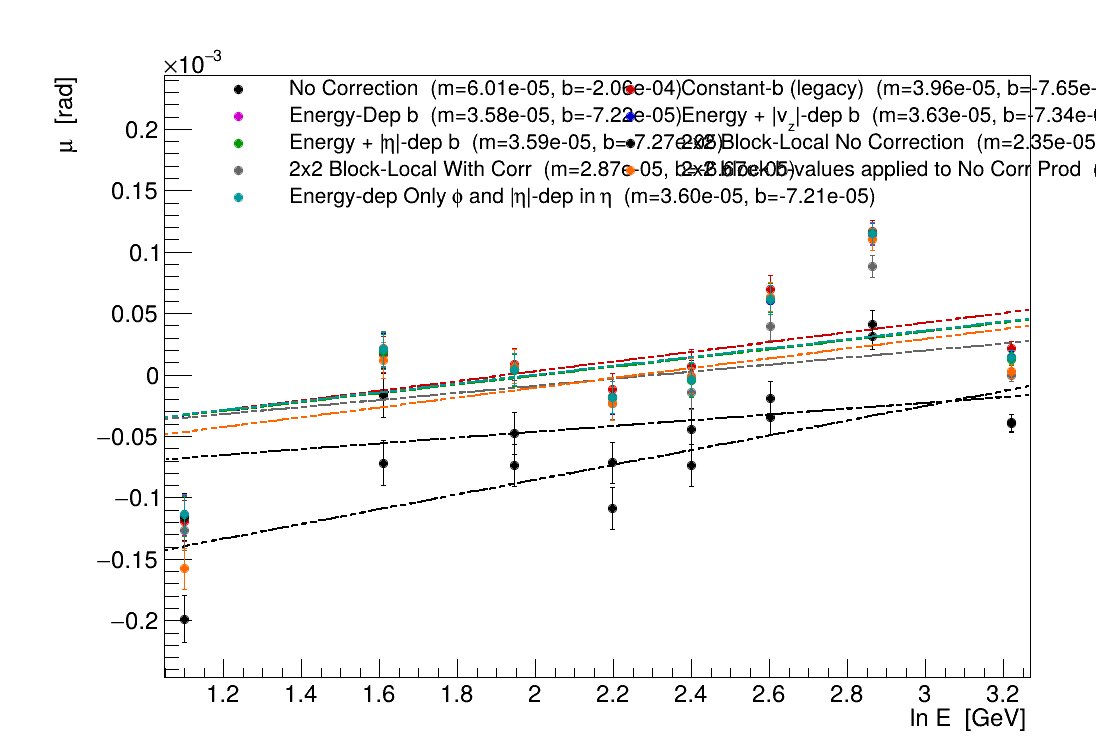 ×10⁻³
μ [rad]
No Correction (m=6.01e-05, b=-2.06e-04) Constant-b (legacy) (m=3.96e-05, b=-7.65e-
Energy-Dep b (m=3.58e-05, b=-7.22e-05) Energy + |v_z|-dep b (m=3.63e-05, b=-7.34e-
Energy + |η|-dep b (m=3.59e-05, b=-7.27e-05) 2x2 Block-Local No Correction (m=2.35e-05
2x2 Block-Local With Corr (m=2.87e-05, b=-6.67e-05) 2x2 block b-values applied to No Corr Prod (
Energy-dep Only ϕ and |η|-dep in η (m=3.60e-05, b=-7.21e-05)
0.2
0.15
0.1
0.05
0
−0.05
−0.1
−0.15
−0.2
1.2 1.4 1.6 1.8 2 2.2 2.4 2.6 2.8 3 3.2
ln E [GeV]